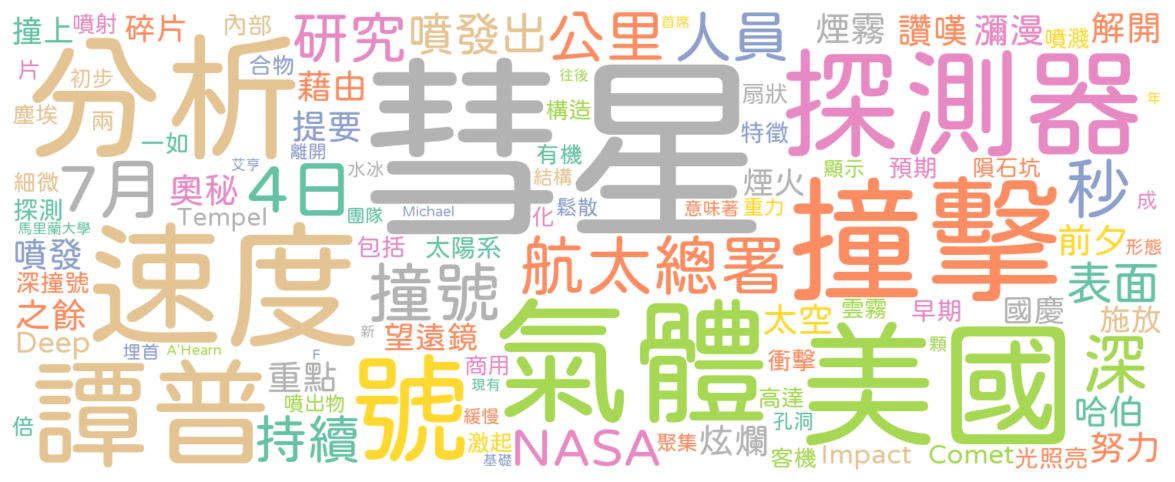 撞上 噴射 碎片 內部 研究 噴發出 公里 首席 人員 煙霧 讚嘆 瀰漫 噴濺 解開
片 初步 合物 藉由 往後 扇狀
分析 彗星 探測器
塵埃 兩 一如 提要 構造 特徵
離開 有機 顯示 預期 隕石坑
細微 7月 奧秘 艾亨 4日 水冰 結構 煙火 秒 成
探測 Tempel 團隊 Michael 化 鬆散 意味著 重力 撞擊
馬里蘭大學 噴發 速度 包括 太陽系 航太總署 前夕 形態
深撞號 撞號 表面
之餘 新 望遠鏡 氣體 太空 雲霧 早期 國慶 施放
Deep 埋首 A'Hearn F 商用 衝擊 顆 美國 深
譚普 重點 號 現有 高達 哈伯
倍 噴出物 持續 緩慢 孔洞
激起 基礎 NASA 聚集 炫爛 客機 Impact Comet 光照亮 努力
年